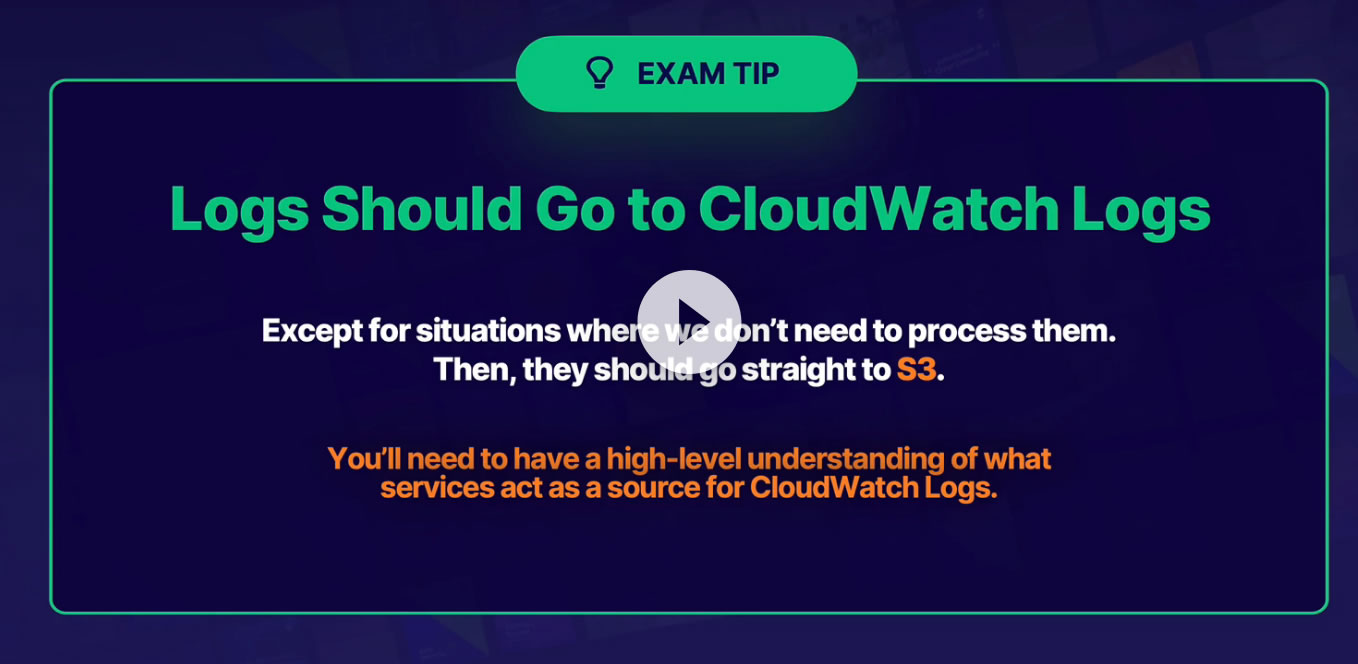 EXAM TIP
Logs Should Go to CloudWatch Logs
Except for situations where we don’t need to process them.
Then, they should go straight to S3.
You’ll need to have a high-level understanding of what
services act as a source for CloudWatch Logs.